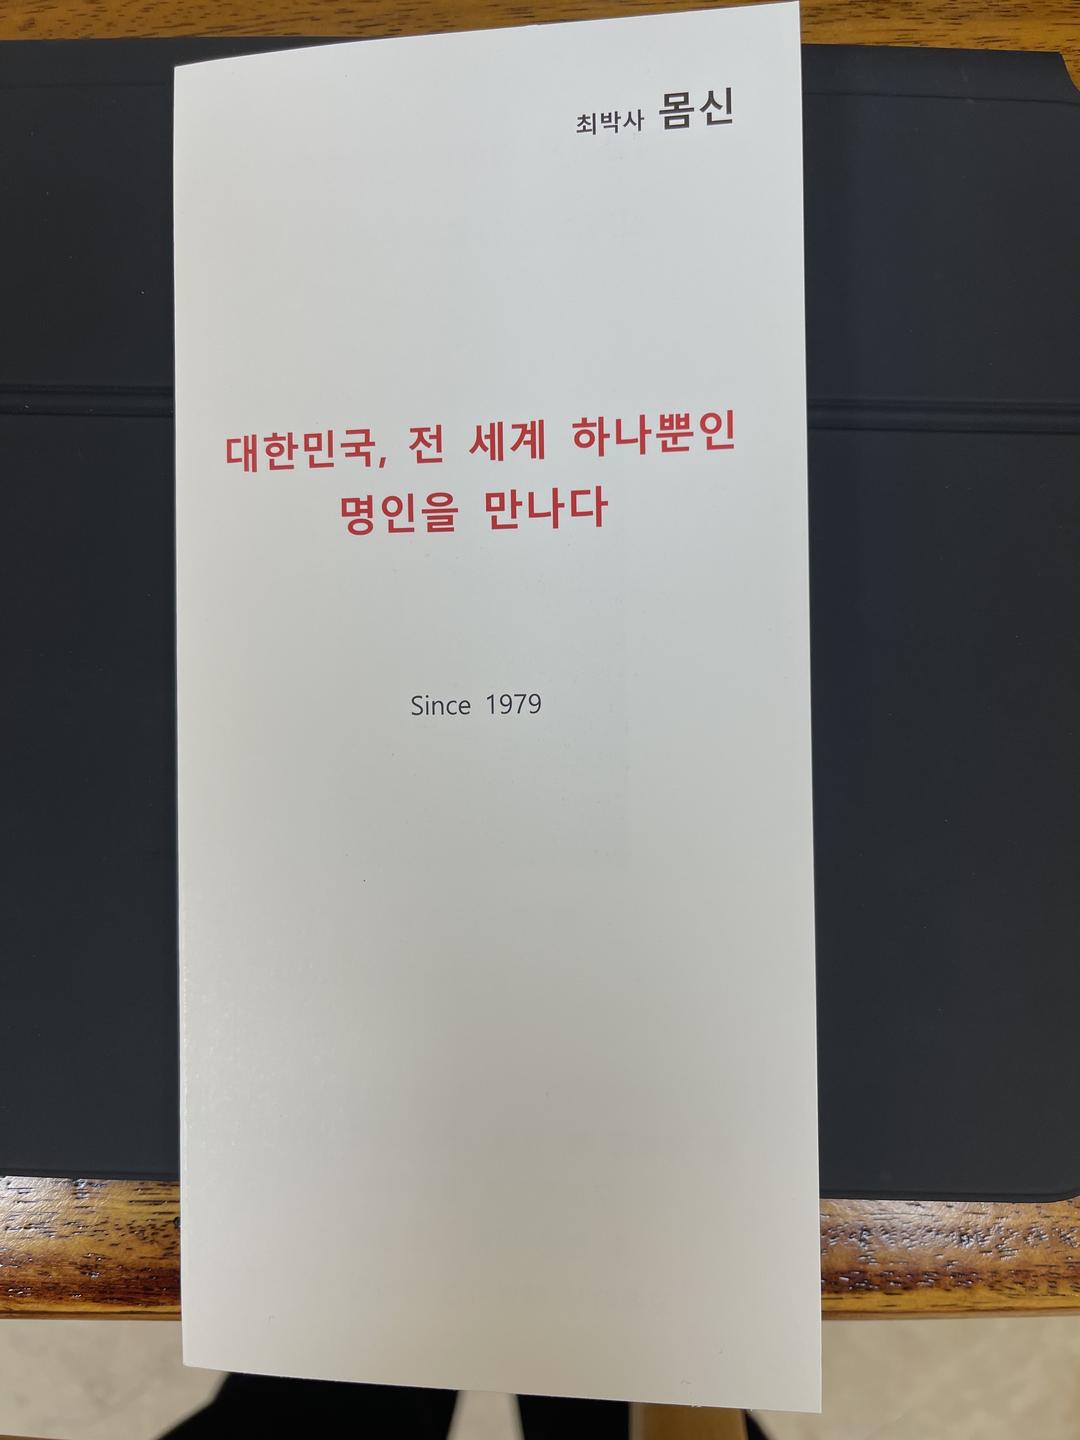 최박사 몸신
대한민국, 전 세계 하나뿐인
명인을 만나다
Since 1979